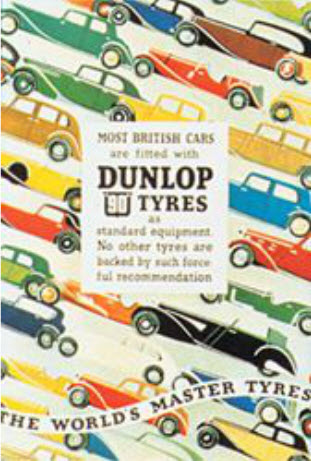 MOST BRITISH CARS
are fitted with
DUNLOP
90 TYRES
as
standard equipment.
No other tyres are
backed by such force-
ful recommendation
THE WORLD'S MASTER TYRES